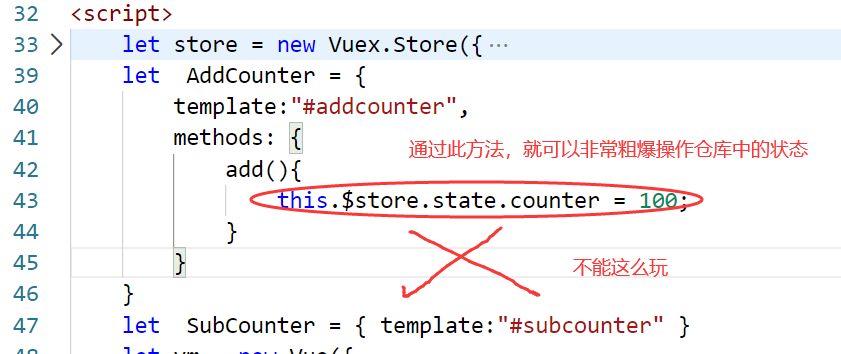 32 <script>
33 > let store = new Vuex.Store({…
39 let  AddCounter = {
40 template:"#addcounter",
41 methods: {
通过此方法，就可以非常粗爆操作仓库中的状态
42 add(){
43 this.$store.state.counter = 100;
44 }
45 }
不能这么玩
46 }
47 let  SubCounter = { template:"#subcounter" }
48 let vm = new Vue({